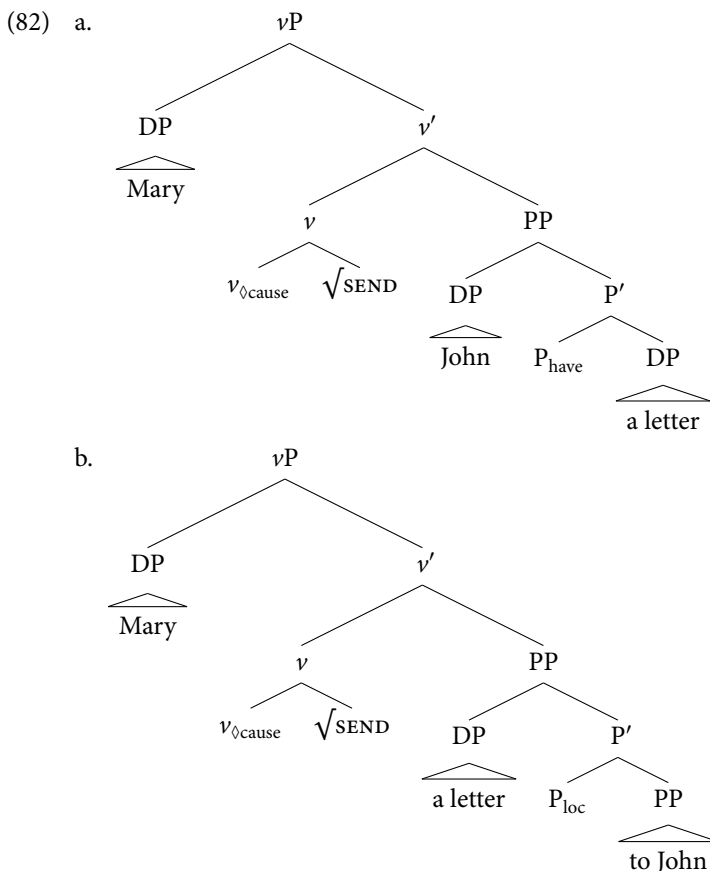 (82) a. vP
DP v′
Mary
v PP
v◊cause √SEND DP P′
John Phave DP
a letter
b. vP
DP v′
Mary
v PP
v◊cause √SEND DP P′
a letter Ploc PP
to John